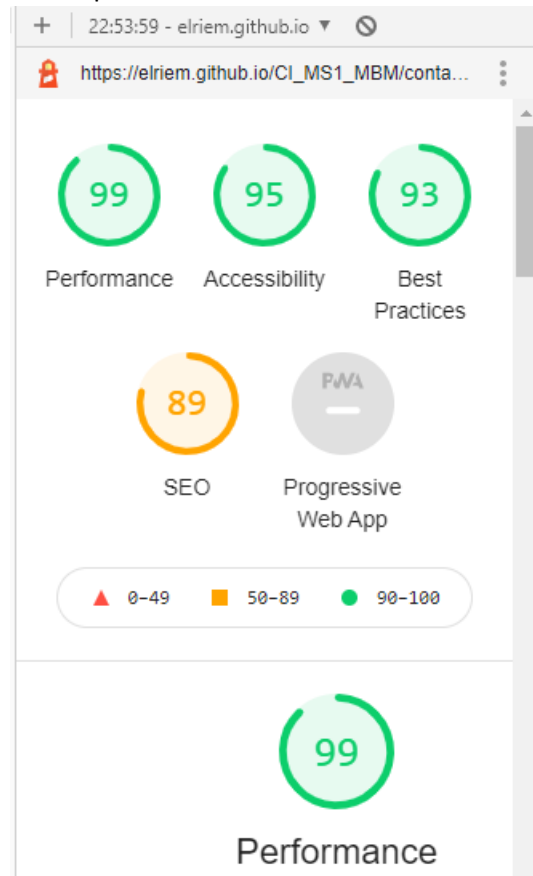 22:53:59 - elriem.github.io
https://elriem.github.io/CI_MS1_MBM/conta...
99 95 93
Performance Accessibility Best Practices
89 PWA
SEO Progressive Web App
0–49 50–89 90–100
99
Performance